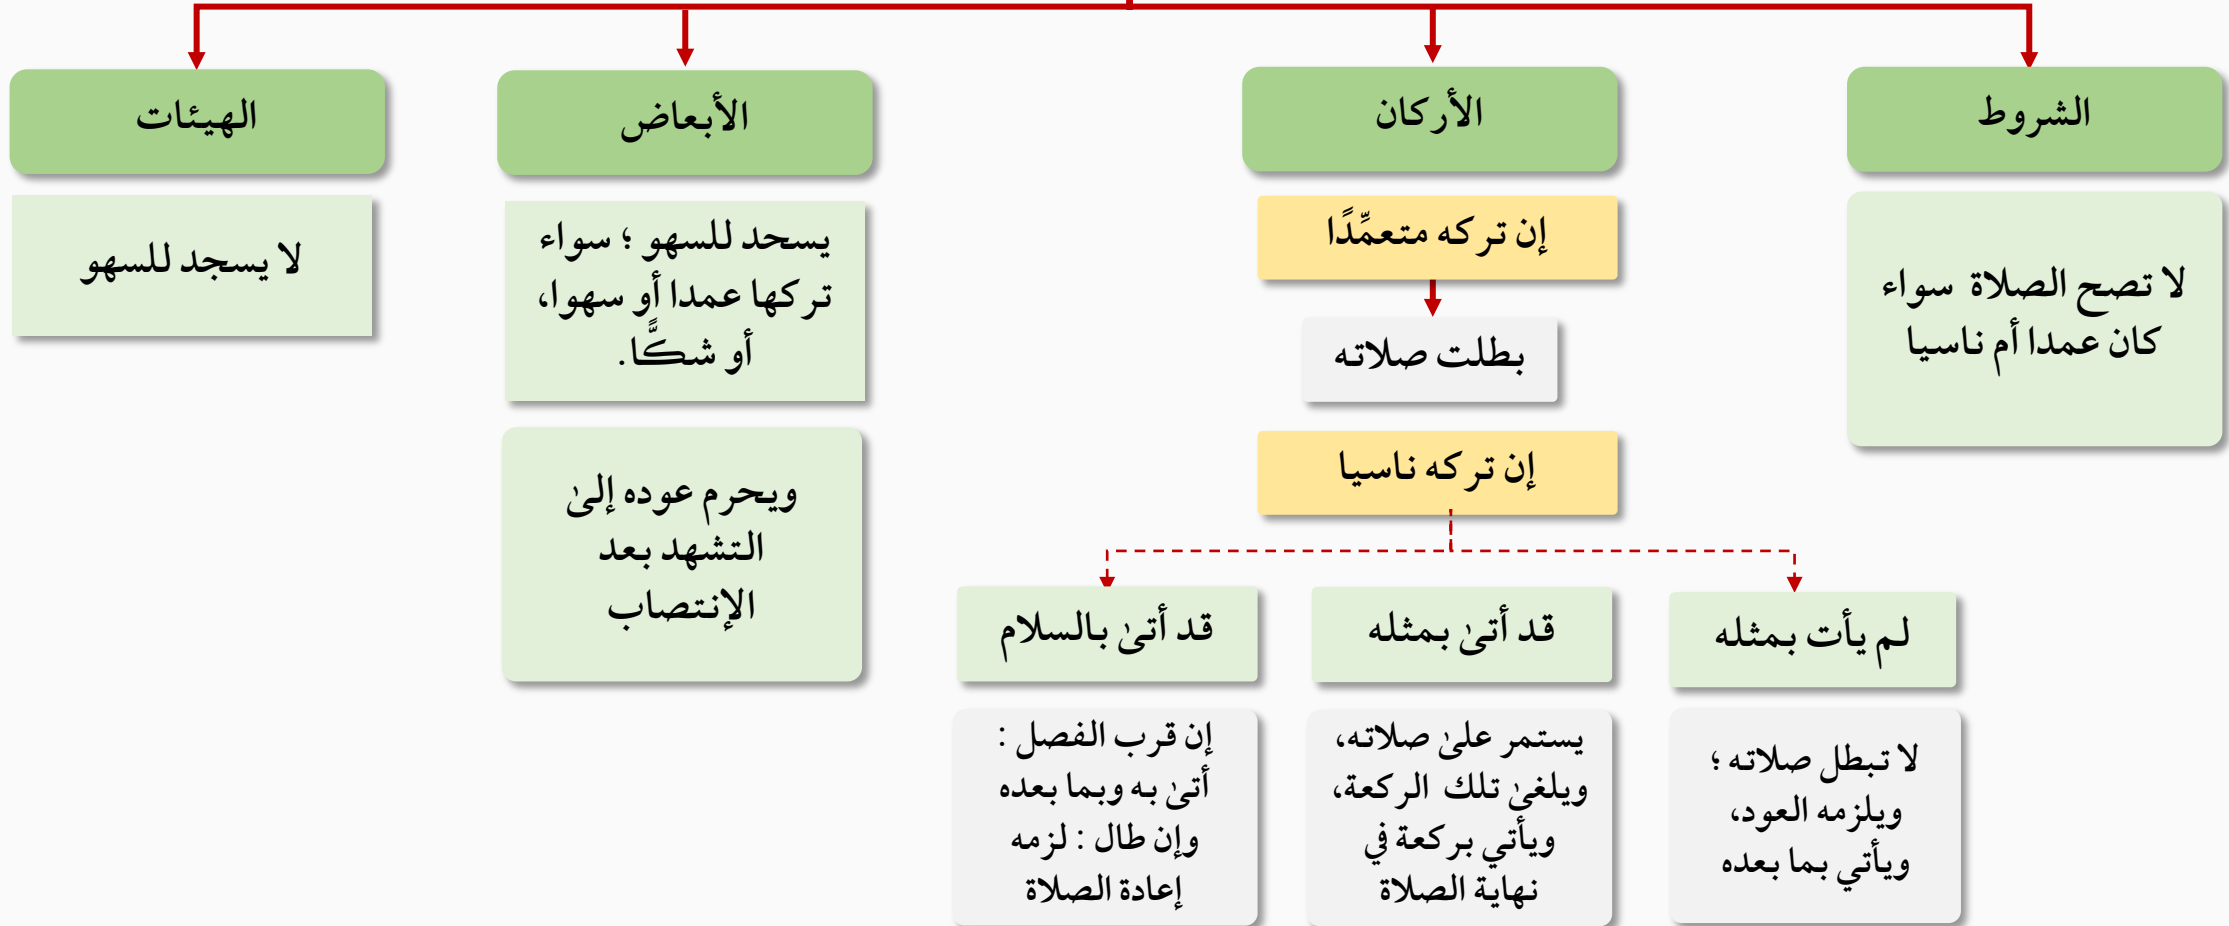 الشروط
لا تصح الصلاة سواء
كان عمدا أم ناسيا
الأركان
إن تركه متعمِّدًا
بطلت صلاته
إن تركه ناسيا
لم يأت بمثله
لا تبطل صلاته ؛
ويلزمه العود،
ويأتي بما بعده
قد أتىٰ بمثله
يستمر علىٰ صلاته،
ويلغىٰ تلك الركعة،
ويأتي بركعة في
نهاية الصلاة
قد أتىٰ بالسلام
إن قرب الفصل :
أتىٰ به وبما بعده
وإن طال : لزمه
إعادة الصلاة
الأبعاض
يسحد للسهو ؛ سواء
تركها عمدا أو سهوا،
أو شكًّا.
ويحرم عوده إلىٰ
التشهد بعد
الإنتصاب
الهيئات
لا يسجد للسهو